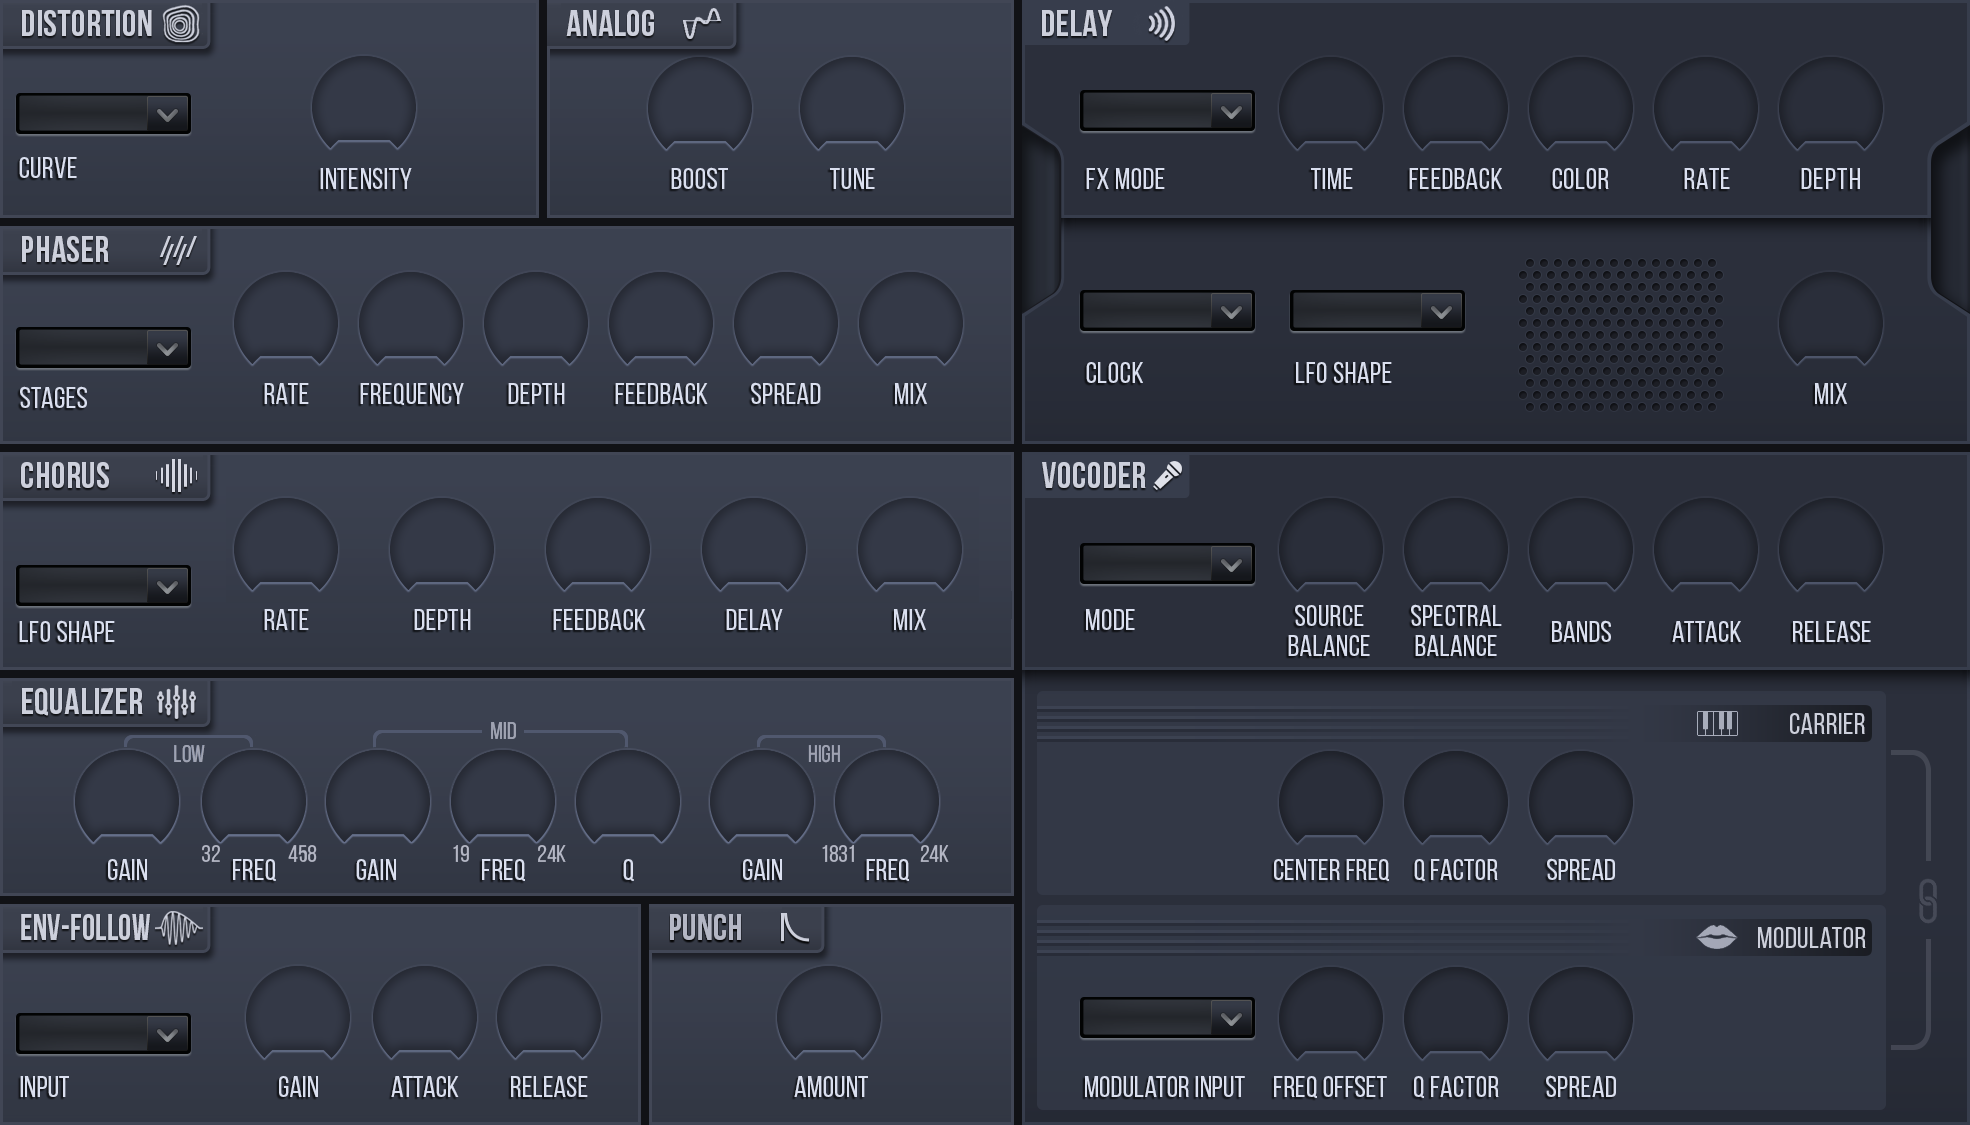 DISTORTION
CURVE
INTENSITY
ANALOG
BOOST
TUNE
PHASER
STAGES
RATE
FREQUENCY
DEPTH
FEEDBACK
SPREAD
MIX
CHORUS
LFO SHAPE
RATE
DEPTH
FEEDBACK
DELAY
MIX
EQUALIZER
LOW
MID
HIGH
32
458
19
24K
1831
24K
GAIN
FREQ
GAIN
FREQ
Q
GAIN
FREQ
ENV-FOLLOW
INPUT
GAIN
ATTACK
RELEASE
PUNCH
AMOUNT
DELAY
FX MODE
TIME
FEEDBACK
COLOR
RATE
DEPTH
CLOCK
LFO SHAPE
MIX
VOCODER
MODE
SOURCE
BALANCE
SPECTRAL
BALANCE
BANDS
ATTACK
RELEASE
CARRIER
CENTER FREQ
Q FACTOR
SPREAD
MODULATOR
MODULATOR INPUT
FREQ OFFSET
Q FACTOR
SPREAD